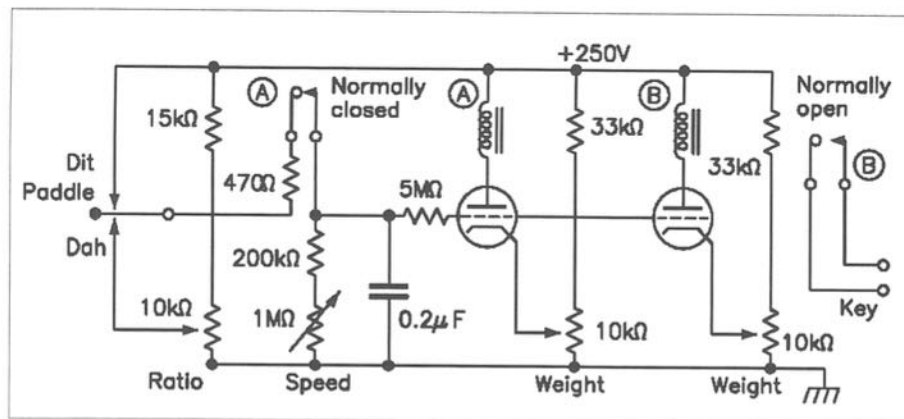 +250V
A
Normally
closed
A
B
Normally
open
B
15kΩ
33kΩ
33kΩ
Dit
Paddle
Dah
470Ω
5MΩ
200kΩ
10kΩ
1MΩ
0.2μF
10kΩ
10kΩ
Key
Ratio
Speed
Weight
Weight